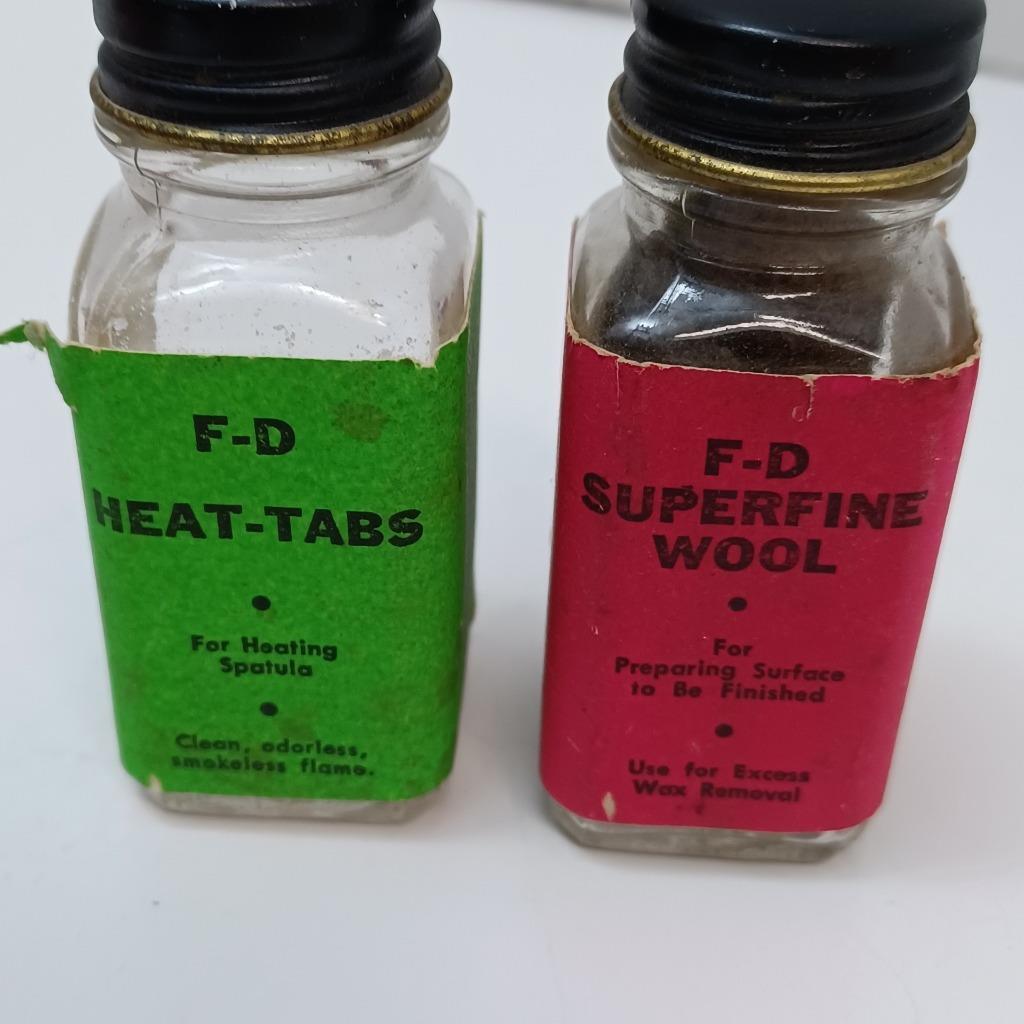 F-D
HEAT-TABS
•
For Heating
Spatula
•
Clean, odorless,
smokeless flame.
F-D
SUPERFINE
WOOL
•
For
Preparing Surface
to Be Finished
•
Use for Excess
Wax Removal